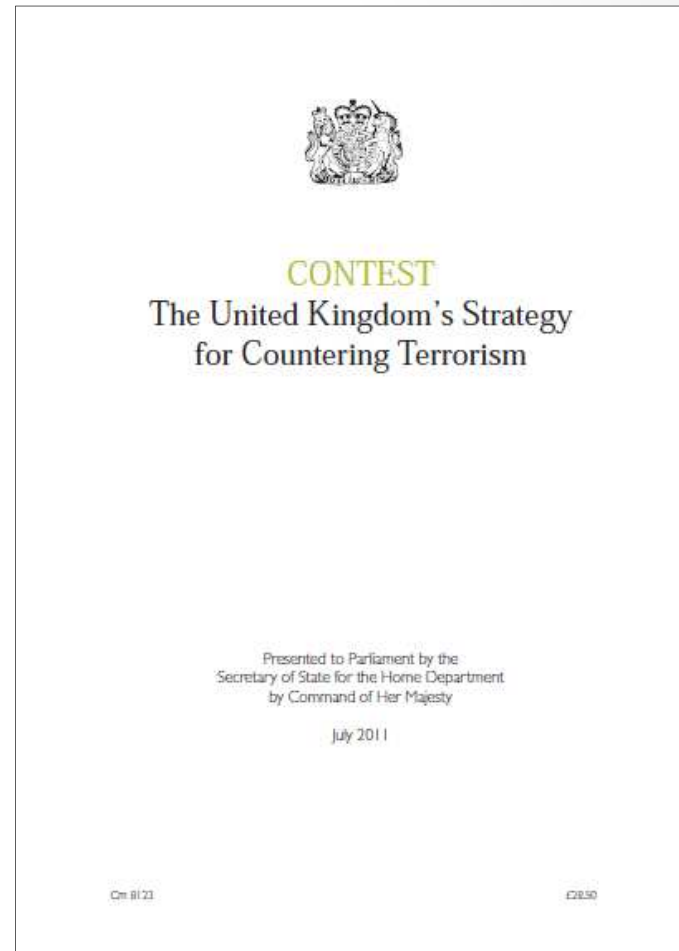 CONTEST
The United Kingdom's Strategy
for Countering Terrorism
Presented to Parliament by the
Secretary of State for the Home Department
by Command of Her Majesty
July 2011
Cm 8123
£28.50